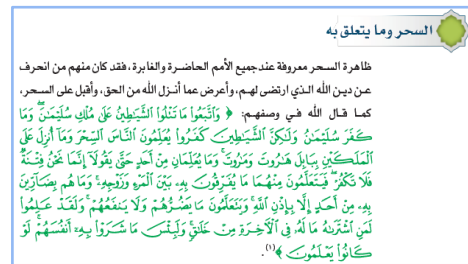 السحر وما يتعلق به
ظاهرة السحر معروفة عند جميع الأمم الحاضرة والغابرة، فقد كان منهم من انحرف
عن دين الله الذي ارتضى لهم، وأعرض عما أنزل الله من الحق، وأقبل على السحر،
كما قال الله في وصفهم: ﴿ وَاتَّبَعُوا مَا تَتْلُوا الشَّيَاطِينُ عَلَىٰ مُلْكِ سُلَيْمَانَ وَمَا
كَفَرَ سُلَيْمَانُ وَلَٰكِنَّ الشَّيَاطِينَ كَفَرُوا يُعَلِّمُونَ النَّاسَ السِّحْرَ وَمَا أُنزِلَ عَلَى
الْمَلَكَيْنِ بِبَابِلَ هَارُوتَ وَمَارُوتَ وَمَا يُعَلِّمَانِ مِنْ أَحَدٍ حَتَّىٰ يَقُولَا إِنَّمَا نَحْنُ فِتْنَةٌ
فَلَا تَكْفُرْ فَيَتَعَلَّمُونَ مِنْهُمَا مَا يُفَرِّقُونَ بِهِ بَيْنَ الْمَرْءِ وَزَوْجِهِ وَمَا هُم بِضَارِّينَ
بِهِ مِنْ أَحَدٍ إِلَّا بِإِذْنِ اللَّهِ وَيَتَعَلَّمُونَ مَا يَضُرُّهُمْ وَلَا يَنفَعُهُمْ وَلَقَدْ عَلِمُوا
لَمَنِ اشْتَرَاهُ مَا لَهُ فِي الْآخِرَةِ مِنْ خَلَاقٍ وَلَبِئْسَ مَا شَرَوْا بِهِ أَنفُسَهُمْ لَوْ
كَانُوا يَعْلَمُونَ ﴾(١).